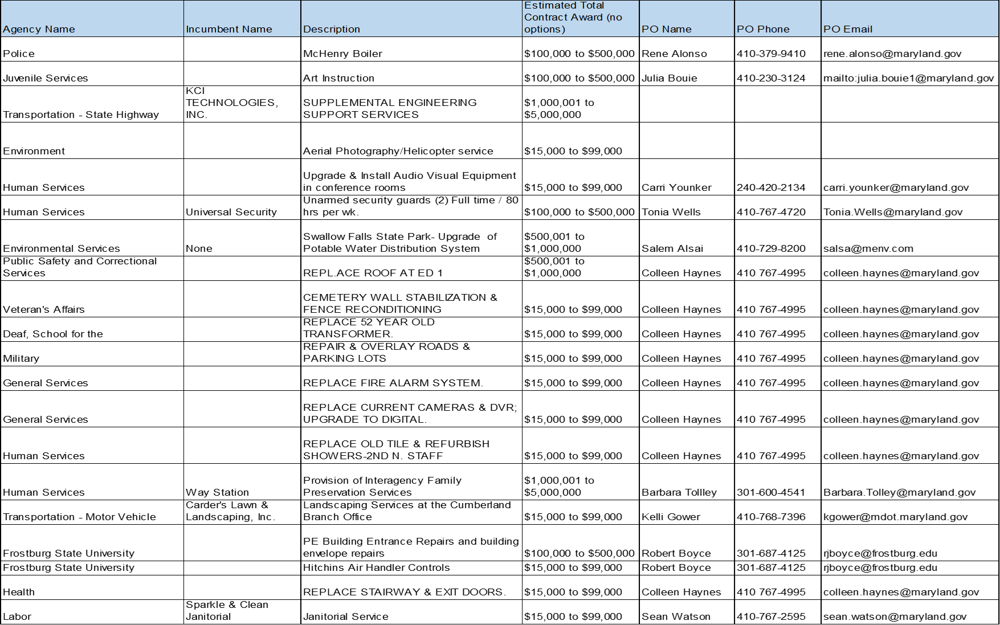 Agency Name | Incumbent Name | Description | Estimated Total Contract Award (no options) | PO Name | PO Phone | PO Email
Police | | McHenry Boiler | $100,000 to $500,000 | Rene Alonso | 410-379-9410 | rene.alonso@maryland.gov
Juvenile Services | | Art Instruction | $100,000 to $500,000 | Julia Bouie | 410-230-3124 | mailto:julia.bouie1@maryland.gov
Transportation - State Highway | KCI TECHNOLOGIES, INC. | SUPPLEMENTAL ENGINEERING SUPPORT SERVICES | $1,000,001 to $5,000,000 | | |
Environment | | Aerial Photography/Helicopter service | $15,000 to $99,000 | | |
Human Services | | Upgrade & Install Audio Visual Equipment in conference rooms | $15,000 to $99,000 | Carri Younker | 240-420-2134 | carri.younker@maryland.gov
Human Services | Universal Security | Unarmed security guards (2) Full time / 80 hrs per wk. | $100,000 to $500,000 | Tonia Wells | 410-767-4720 | Tonia.Wells@maryland.gov
Environmental Services | None | Swallow Falls State Park- Upgrade of Potable Water Distribution System | $500,001 to $1,000,000 | Salem Alsai | 410-729-8200 | salsa@menv.com
Public Safety and Correctional Services | | REPL.ACE ROOF AT ED 1 | $500,001 to $1,000,000 | Colleen Haynes | 410 767-4995 | colleen.haynes@maryland.gov
Veteran's Affairs | | CEMETERY WALL STABILIZATION & FENCE RECONDITIONING | $15,000 to $99,000 | Colleen Haynes | 410 767-4995 | colleen.haynes@maryland.gov
Deaf, School for the | | REPLACE 52 YEAR OLD TRANSFORMER. | $15,000 to $99,000 | Colleen Haynes | 410 767-4995 | colleen.haynes@maryland.gov
Military | | REPAIR & OVERLAY ROADS & PARKING LOTS | $15,000 to $99,000 | Colleen Haynes | 410 767-4995 | colleen.haynes@maryland.gov
General Services | | REPLACE FIRE ALARM SYSTEM. | $15,000 to $99,000 | Colleen Haynes | 410 767-4995 | colleen.haynes@maryland.gov
General Services | | REPLACE CURRENT CAMERAS & DVR; UPGRADE TO DIGITAL. | $15,000 to $99,000 | Colleen Haynes | 410 767-4995 | colleen.haynes@maryland.gov
Human Services | | REPLACE OLD TILE & REFURBISH SHOWERS-2ND N. STAFF | $15,000 to $99,000 | Colleen Haynes | 410 767-4995 | colleen.haynes@maryland.gov
Human Services | Way Station | Provision of Interagency Family Preservation Services | $1,000,001 to $5,000,000 | Barbara Tollley | 301-600-4541 | Barbara.Tolley@maryland.gov
Transportation - Motor Vehicle | Carder's Lawn & Landscaping, Inc. | Landscaping Services at the Cumberland Branch Office | $15,000 to $99,000 | Kelli Gower | 410-768-7396 | kgower@mdot.maryland.gov
Frostburg State University | | PE Building Entrance Repairs and building envelope repairs | $100,000 to $500,000 | Robert Boyce | 301-687-4125 | rjboyce@frostburg.edu
Frostburg State University | | Hitchins Air Handler Controls | $15,000 to $99,000 | Robert Boyce | 301-687-4125 | rjboyce@frostburg.edu
Health | | REPLACE STAIRWAY & EXIT DOORS. | $15,000 to $99,000 | Colleen Haynes | 410 767-4995 | colleen.haynes@maryland.gov
Labor | Sparkle & Clean Janitorial | Janitorial Service | $15,000 to $99,000 | Sean Watson | 410-767-2595 | sean.watson@maryland.gov